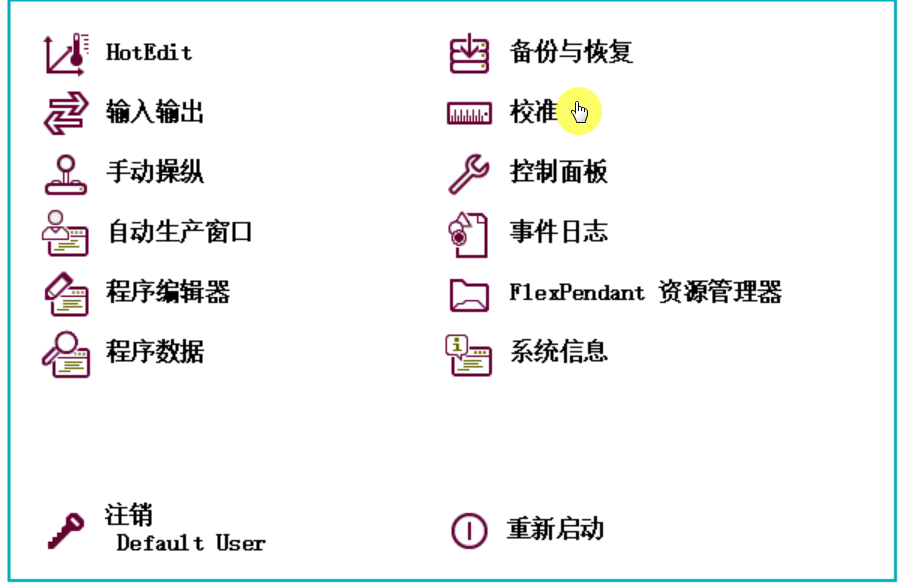 HotEdit
备份与恢复
输入输出
校准
手动操纵
控制面板
自动生产窗口
事件日志
程序编辑器
FlexPendant 资源管理器
程序数据
系统信息
注销
Default User
重新启动